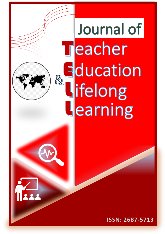 Journal of
Teacher
& Education
Lifelong
Learning
ISSN: 2687-5713